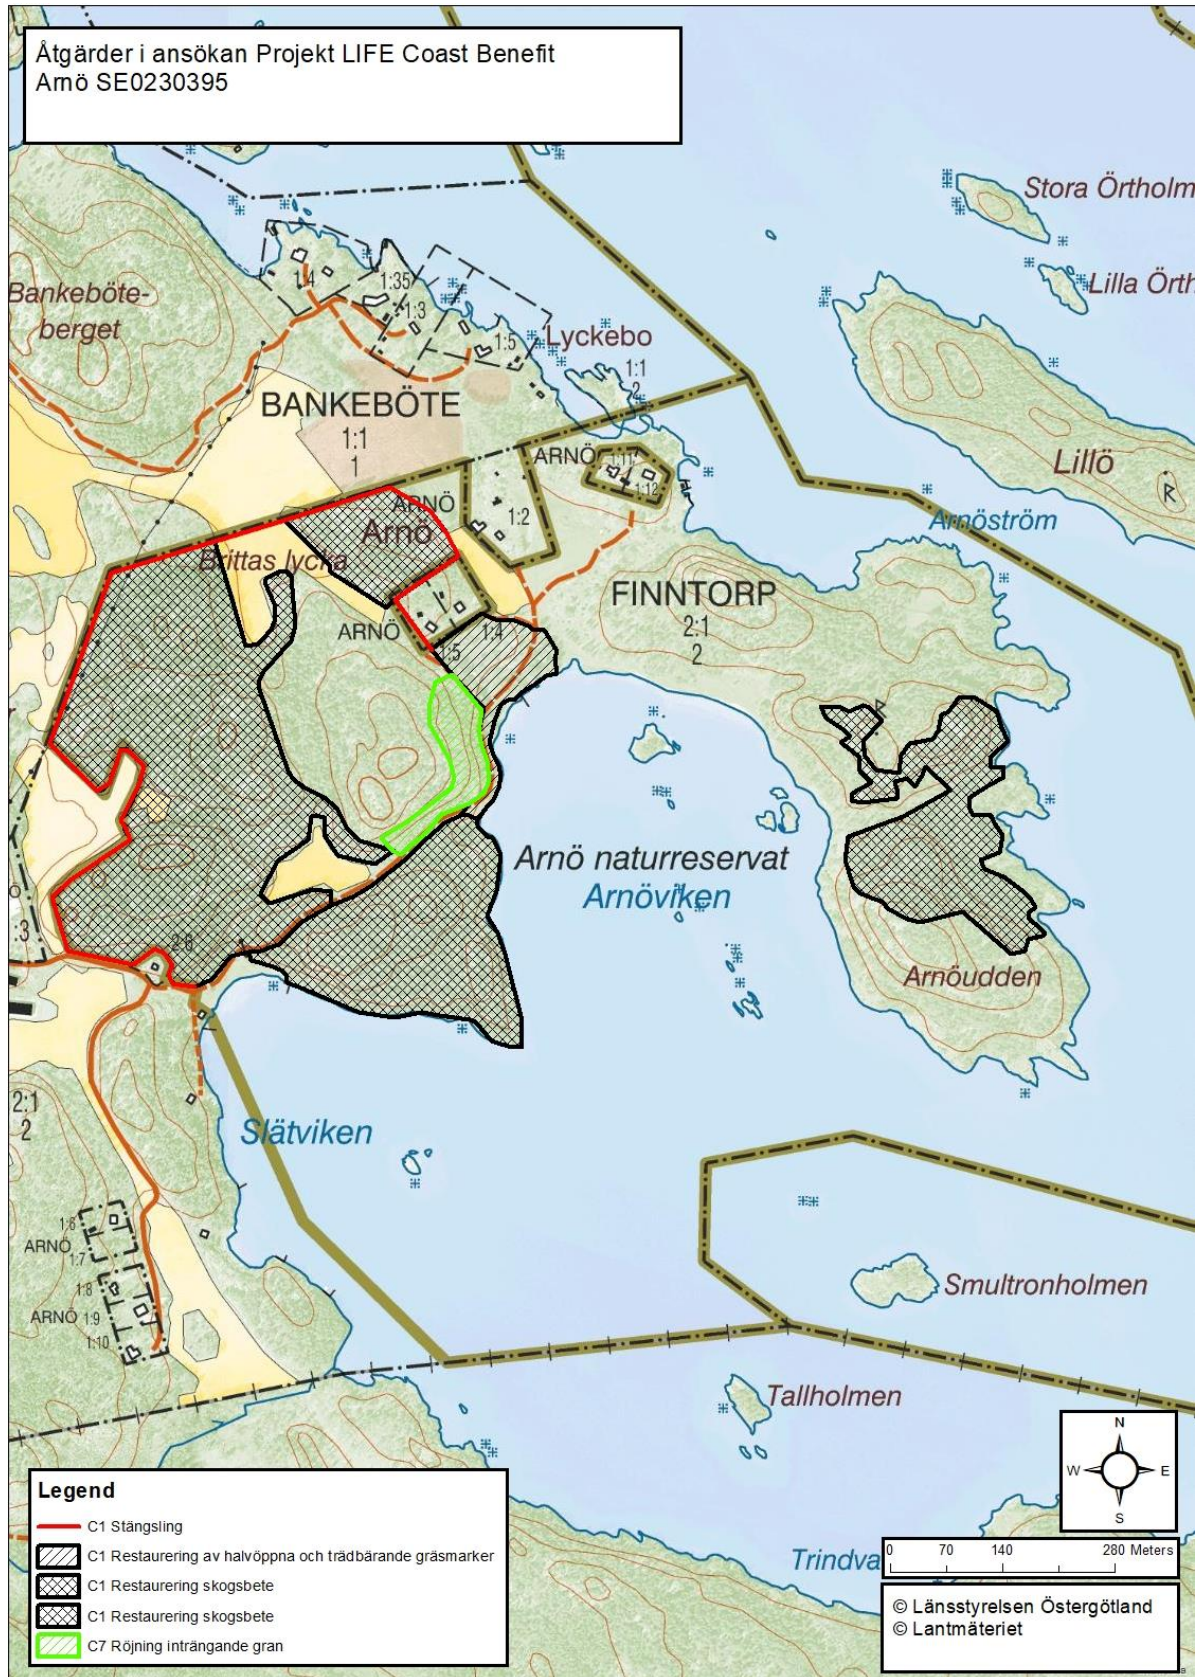 Åtgärder i ansökan Projekt LIFE Coast Benefit
Arnö SE0230395
Stora Örtholm
Lilla Örth
Bankeböte-
berget
1:4
1:35
1:3
1:5
Lyckebo
1:1
2
BANKEBÖTE
1:1
1
Lillö
R
ARNÖ
1:11
1:12
ARNÖ
1:2
Arnö
Arnöström
Brittas lycka
FINNTORP
2:1
2
ARNÖ
1:4
1:5
R
Arnö naturreservat
Arnöviken
:3
2:6
Arnöudden
2:1
2
Slätviken
1:6
ARNÖ
1:7
1:8
ARNÖ 1:9
1:10
Smultronholmen
Tallholmen
Trindva
N
W
E
S
0 70 140 280 Meters
Legend
C1 Stängsling
C1 Restaurering av halvöppna och trädbärande gräsmarker
C1 Restaurering skogsbete
C1 Restaurering skogsbete
C7 Röjning inträngande gran
© Länsstyrelsen Östergötland
© Lantmäteriet